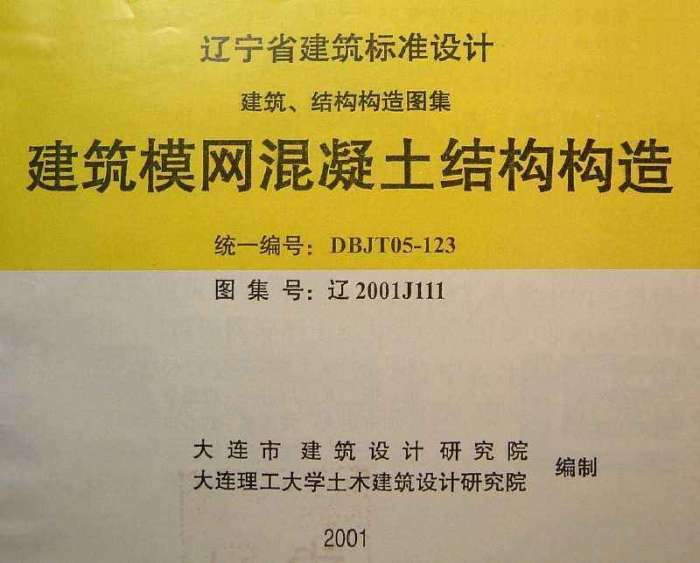 辽宁省建筑标准设计
建筑、结构构造图集
建筑模网混凝土结构构造
统一编号：DBJT05-123
图集号：辽2001J111
大连市建筑设计研究院
大连理工大学土木建筑设计研究院 编制
2001